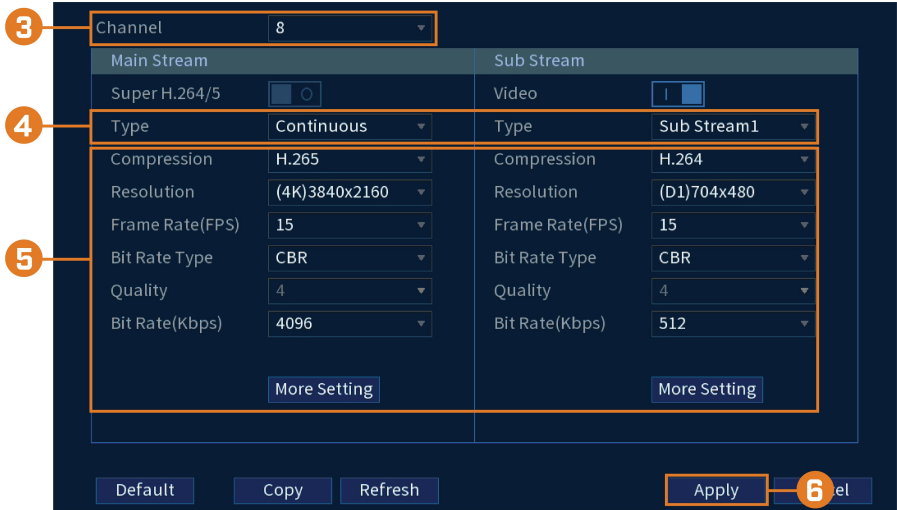 3 Channel 8
Main Stream Sub Stream
Super H.264/5 Video
4 Type Continuous Type Sub Stream1
Compression H.265 Compression H.264
Resolution (4K)3840x2160 Resolution (D1)704x480
Frame Rate(FPS) 15 Frame Rate(FPS) 15
5 Bit Rate Type CBR Bit Rate Type CBR
Quality 4 Quality 4
Bit Rate(Kbps) 4096 Bit Rate(Kbps) 512
More Setting More Setting
Default Copy Refresh Apply 6